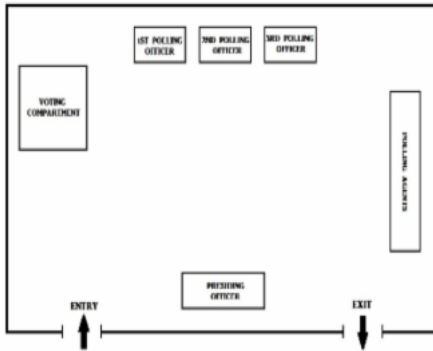 1ST POLLING
OFFICER
2ND POLLING
OFFICER
3RD POLLING
OFFICER
VOTING
COMPARTMENT
POLLING AGENTS
PRESIDING
OFFICER
ENTRY
EXIT